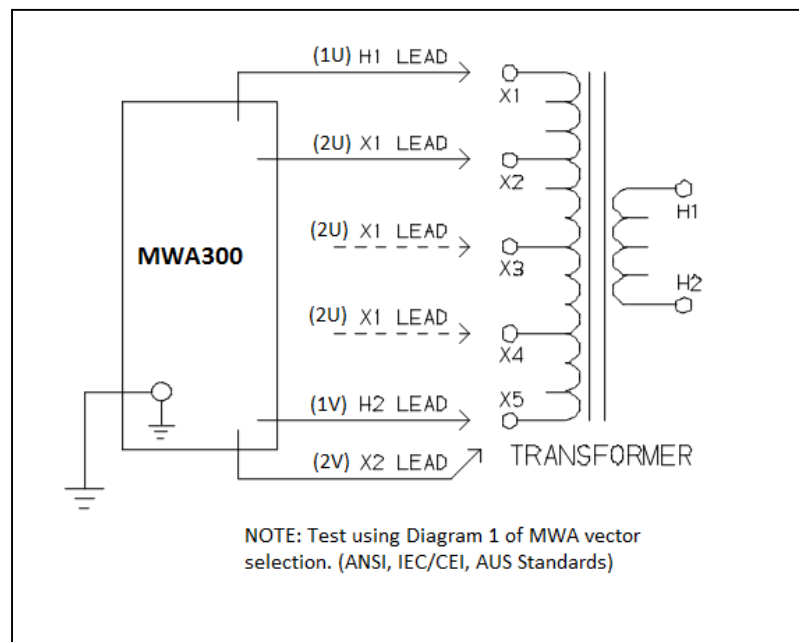 (1U) H1 LEAD
X1
(2U) X1 LEAD
X2
H1
(2U) X1 LEAD
MWA300
X3
H2
(2U) X1 LEAD
X4
X5
(1V) H2 LEAD
(2V) X2 LEAD
TRANSFORMER
NOTE: Test using Diagram 1 of MWA vector
selection. (ANSI, IEC/CEI, AUS Standards)